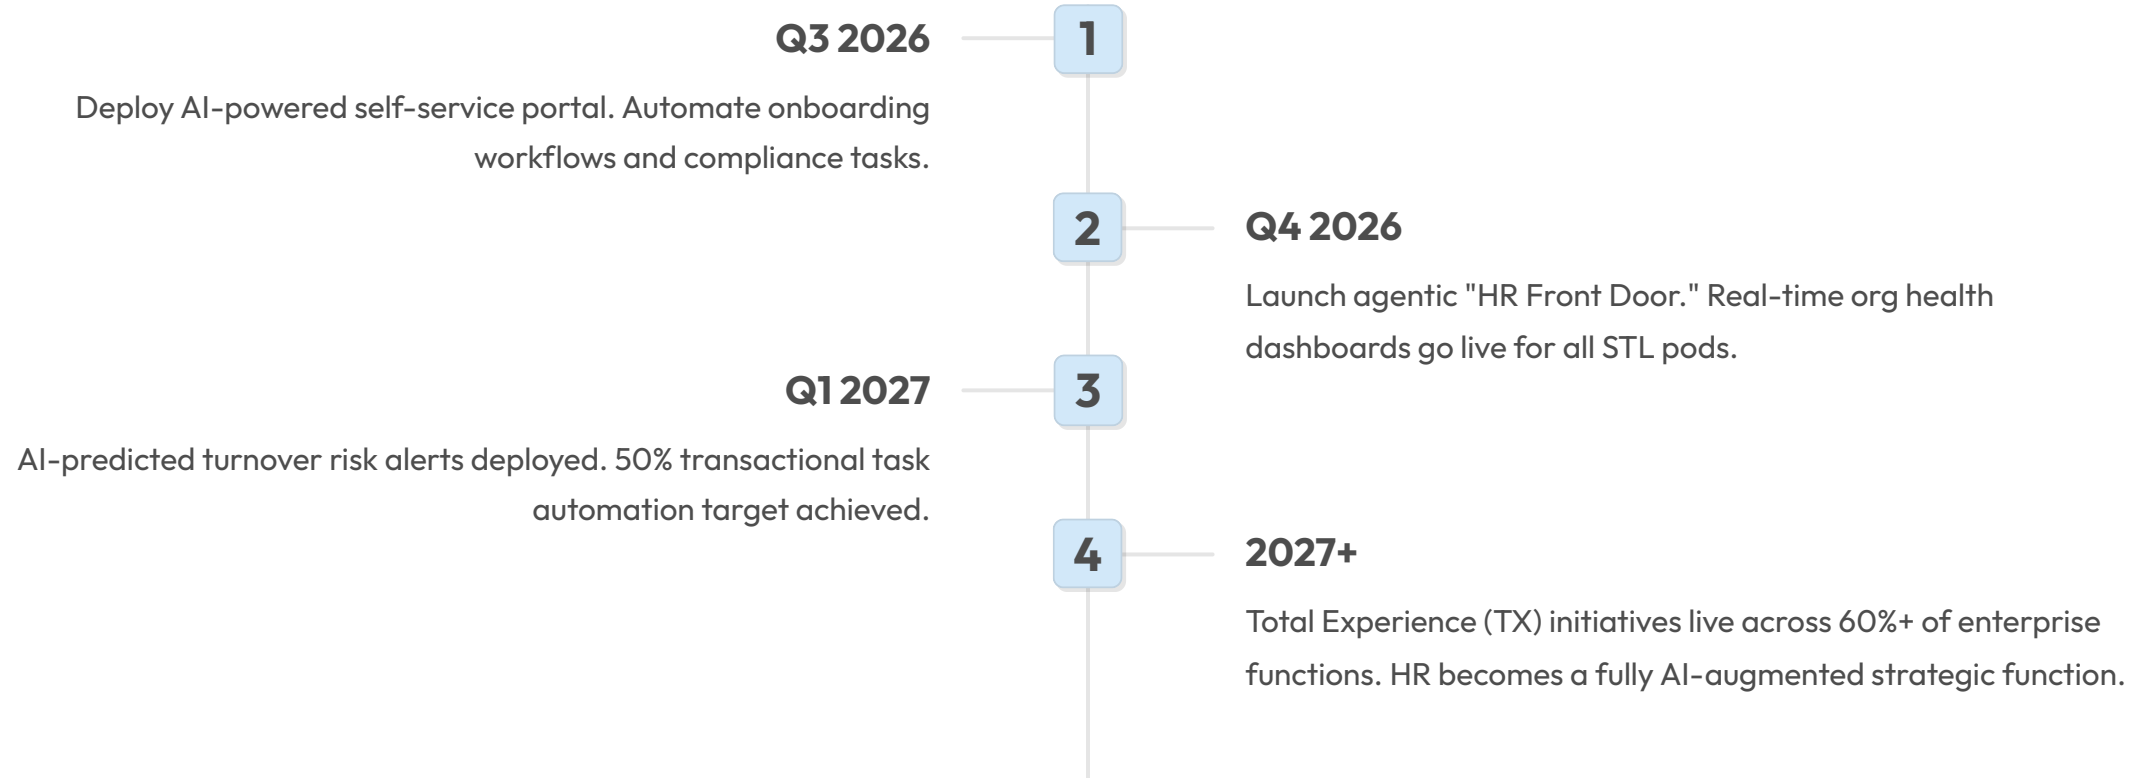 1
Q3 2026
Deploy AI-powered self-service portal. Automate onboarding
workflows and compliance tasks.
2
Q4 2026
Launch agentic "HR Front Door." Real-time org health
dashboards go live for all STL pods.
3
Q1 2027
AI-predicted turnover risk alerts deployed. 50% transactional task
automation target achieved.
4
2027+
Total Experience (TX) initiatives live across 60%+ of enterprise
functions. HR becomes a fully AI-augmented strategic function.